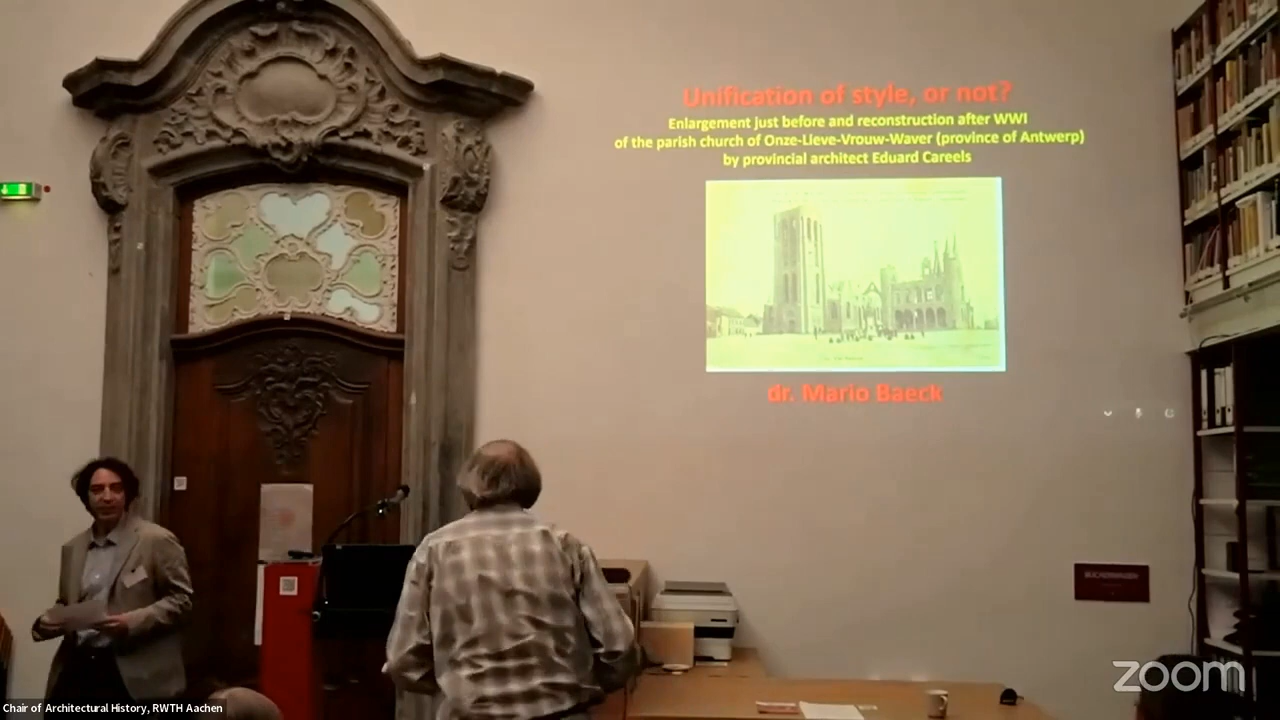 Unification of style, or not?
Enlargement just before and reconstruction after WWI
of the parish church of Onze-Lieve-Vrouw-Waver (province of Antwerp)
by provincial architect Eduard Careels
dr. Mario Baeck
zoom
Chair of Architectural History, RWTH Aachen